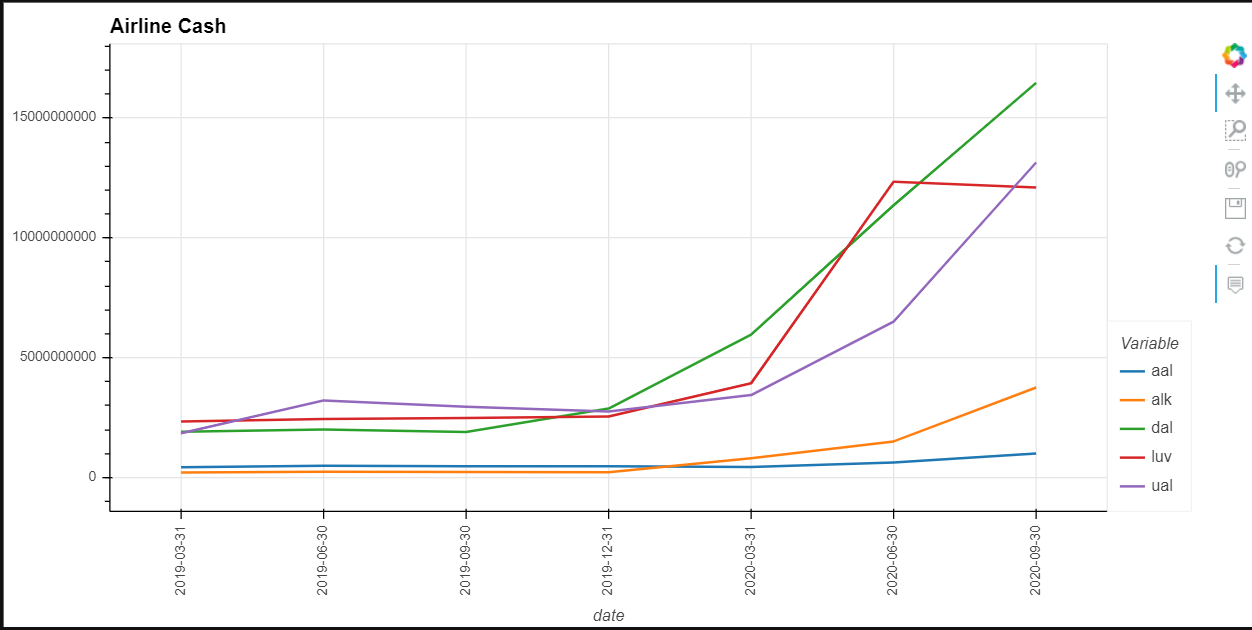 Airline Cash
15000000000
10000000000
5000000000
0
Variable
aal
alk
dal
luv
ual
2019-03-31
2019-06-30
2019-09-30
2019-12-31
2020-03-31
2020-06-30
2020-09-30
date